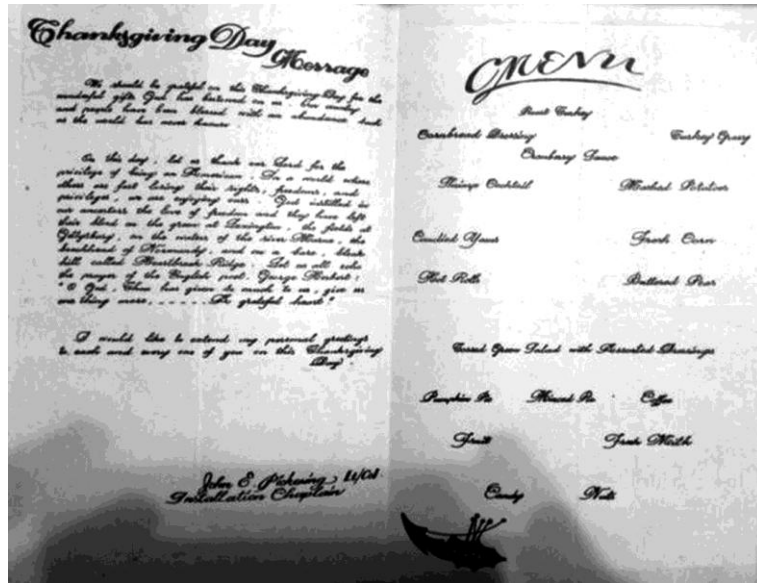 Thanksgiving Day
Message
We should be grateful on this Thanksgiving Day for the
wonderful gifts God has bestowed on us. Our country
and people have been blessed with an abundance such
as the world has never known.
On this day, let us thank our Lord for the
privilege of being an American. In a world where
others are fast losing their rights, freedoms, and
privileges, we are enjoying ours. God instilled in
our ancestors the love of freedom and they have left
their blood on the green at Lexington, the fields at
Gettysburg, on the waters of the river Marne, the
beachhead of Normandy, and on a bare, bleak
hill called Heartbreak Ridge. Let us all echo
the prayer of the English poet, George Herbert:
"O God, Thou has given so much to us, give us
one thing more, ...... The grateful heart"
I would like to extend my personal greetings
to each and every one of you on this Thanksgiving
Day.
John E. Pickering Lt/Col.
Installation Chaplain
MENU
Roast Turkey
Cornbread Dressing Turkey Gravy
Cranberry Sauce
Shrimp Cocktail Mashed Potatoes
Candied Yams Fresh Corn
Hot Rolls Buttered Peas
Tossed Green Salad with Assorted Dressings
Pumpkin Pie Minced Pie Coffee
Fruit Fresh Milk
Candy Nuts